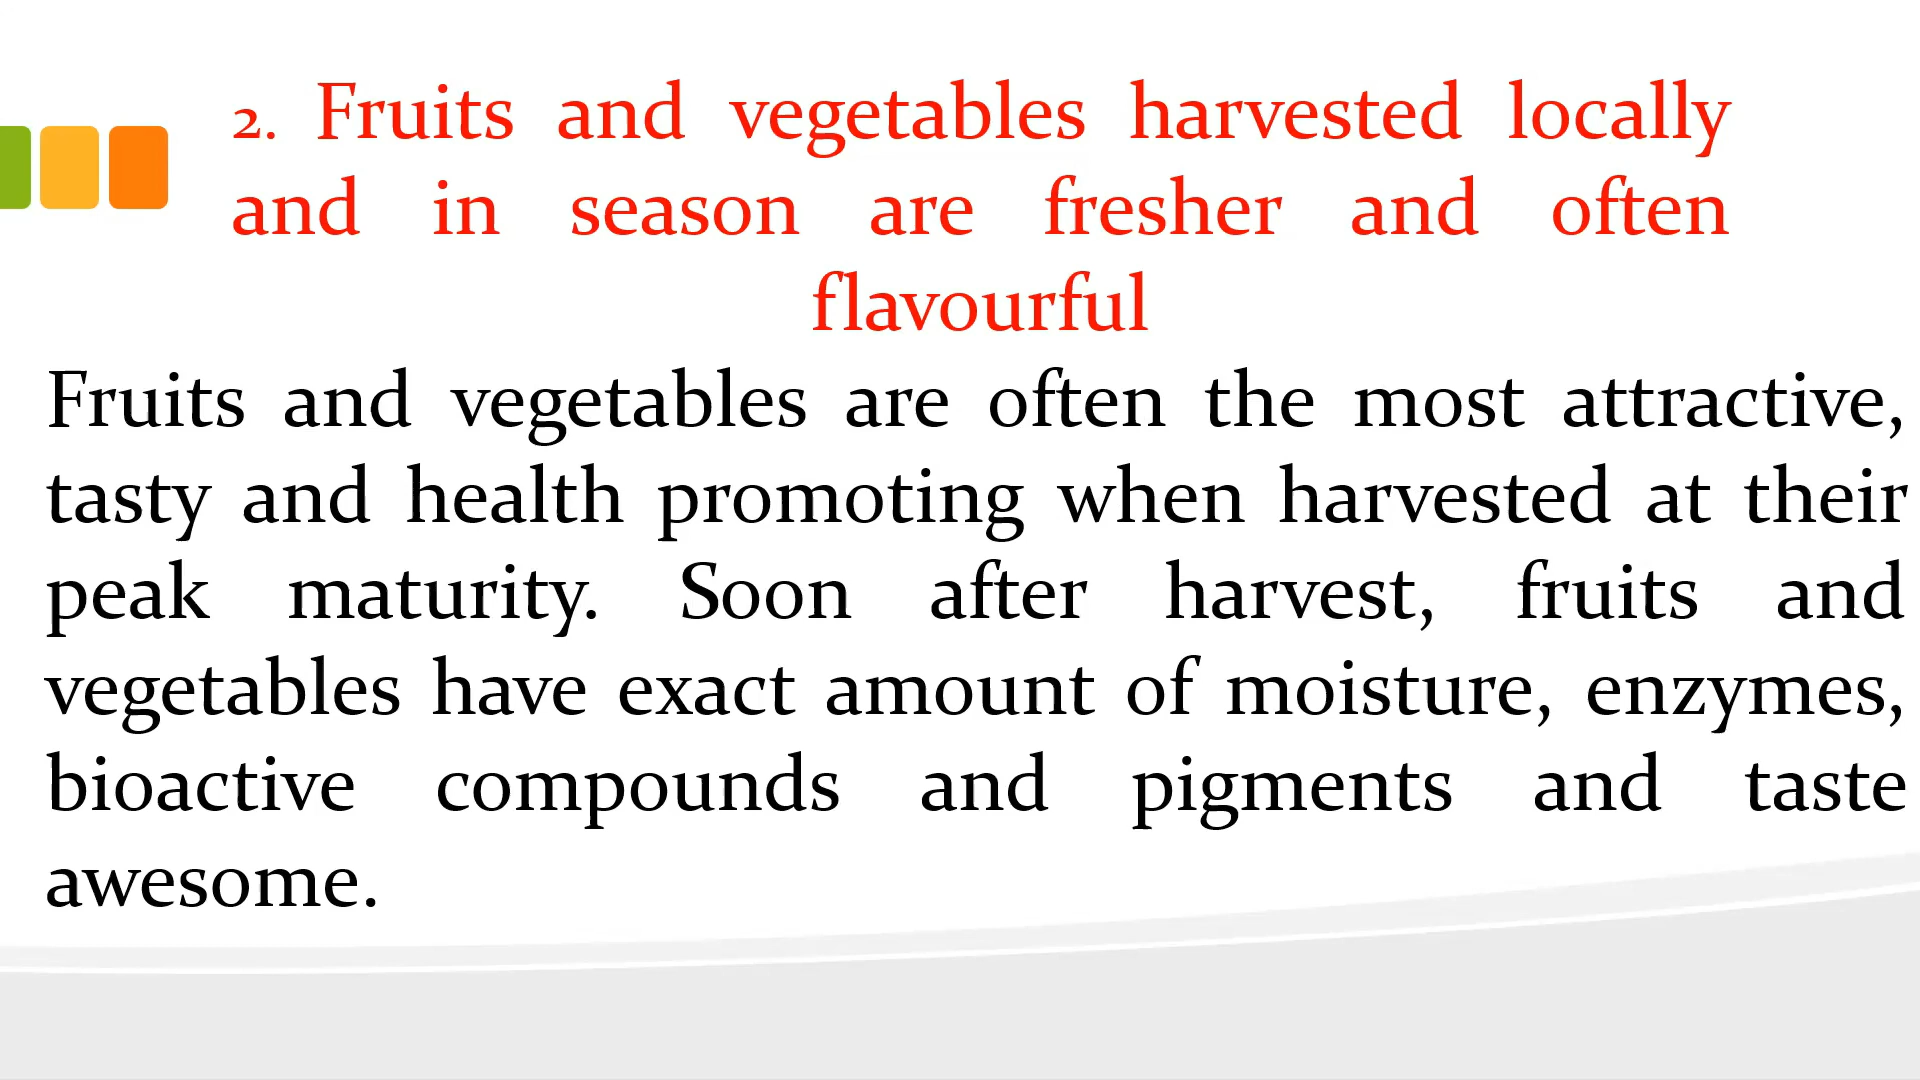 2. Fruits and vegetables harvested locally
and in season are fresher and often
flavourful
Fruits and vegetables are often the most attractive,
tasty and health promoting when harvested at their
peak maturity. Soon after harvest, fruits and
vegetables have exact amount of moisture, enzymes,
bioactive compounds and pigments and taste
awesome.